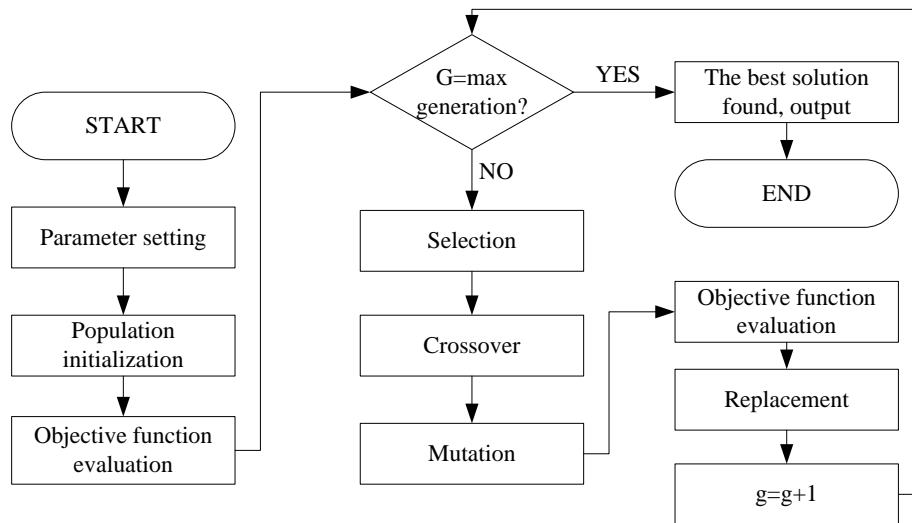 START
Parameter setting
Population
initialization
Objective function
evaluation
G=max
generation?
YES
NO
Selection
Crossover
Mutation
The best solution
found, output
END
Objective function
evaluation
Replacement
g=g+1